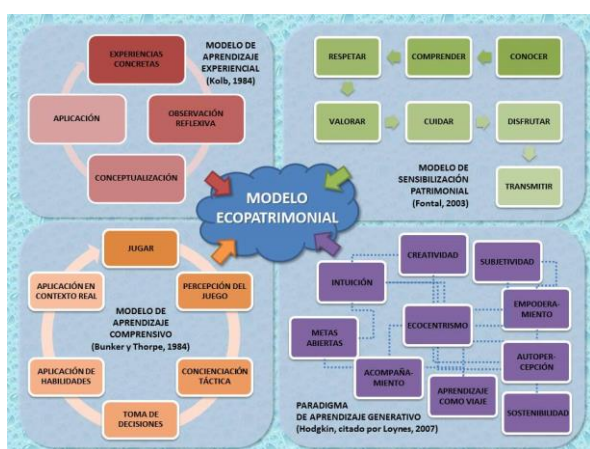 EXPERIENCIAS
CONCRETAS
MODELO DE
APRENDIZAJE
EXPERIENCIAL
(Kolb, 1984)
APLICACIÓN
OBSERVACIÓN
REFLEXIVA
CONCEPTUALIZACIÓN
RESPETAR
COMPRENDER
CONOCER
VALORAR
CUIDAR
DISFRUTAR
MODELO DE
SENSIBILIZACIÓN
PATRIMONIAL
(Fontal, 2003)
TRANSMITIR
MODELO
ECOPATRIMONIAL
JUGAR
APLICACIÓN EN
CONTEXTO REAL
PERCEPCIÓN DEL
JUEGO
MODELO DE
APRENDIZAJE
COMPRENSIVO
(Bunker y Thorpe, 1984)
APLICACIÓN DE
HABILIDADES
CONCIENCIACIÓN
TÁCTICA
TOMA DE
DECISIONES
CREATIVIDAD
SUBJETIVIDAD
INTUICIÓN
EMPODERA-
MIENTO
METAS
ABIERTAS
ECOCENTRISMO
AUTOPER-
CEPCIÓN
ACOMPAÑA-
MIENTO
APRENDIZAJE
COMO VIAJE
SOSTENIBILIDAD
PARADIGMA
DE APRENDIZAJE GENERATIVO
(Hodgkin, citado por Loynes, 2007)